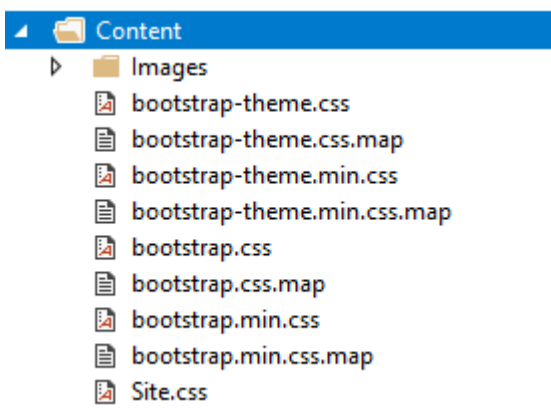 Content
Images
bootstrap-theme.css
bootstrap-theme.css.map
bootstrap-theme.min.css
bootstrap-theme.min.css.map
bootstrap.css
bootstrap.css.map
bootstrap.min.css
bootstrap.min.css.map
Site.css